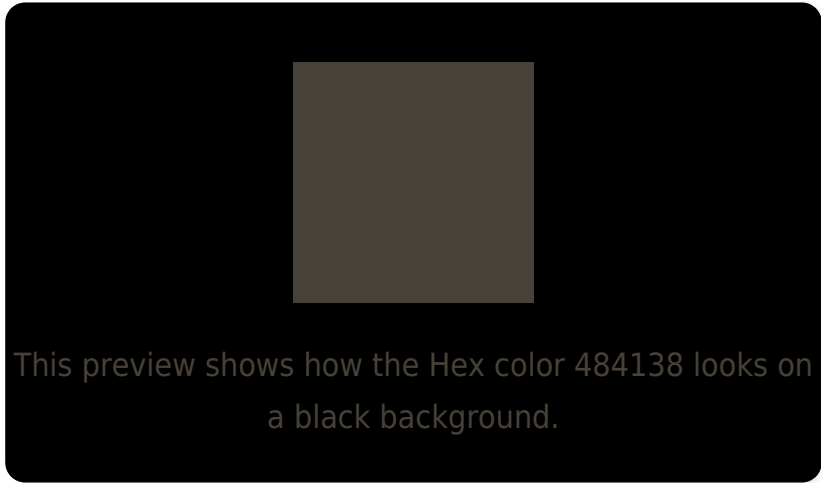 This preview shows how the Hex color 484138 looks on
a black background.